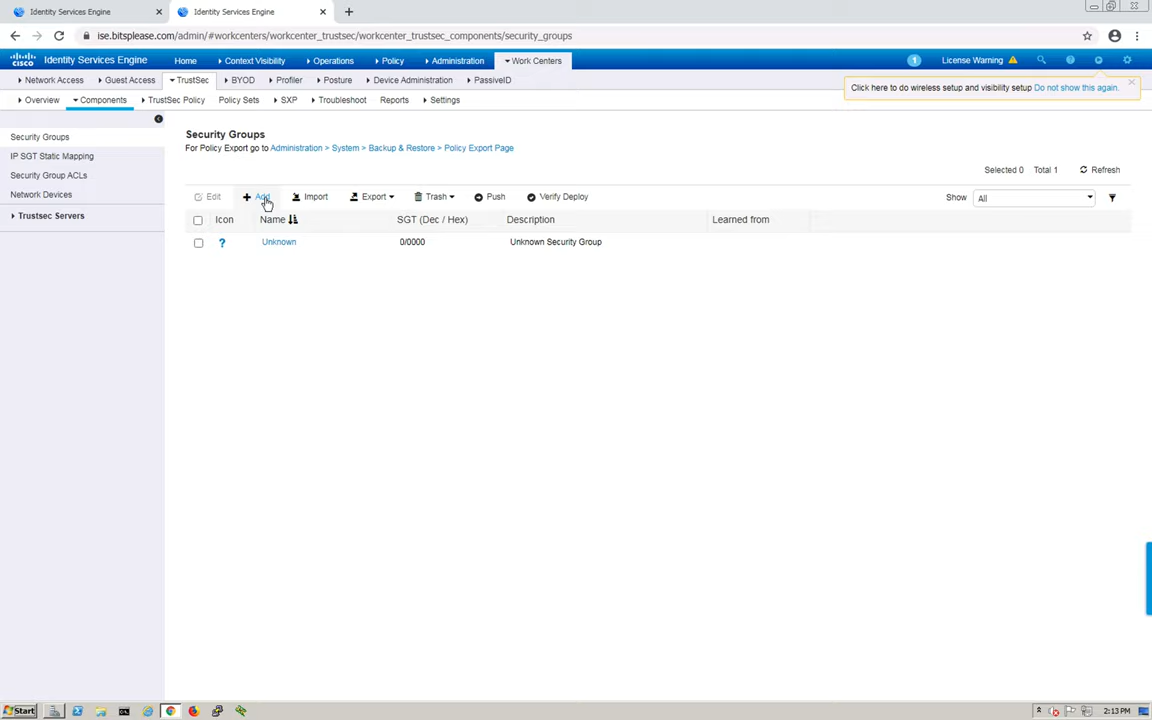 Identity Services Engine
Identity Services Engine
ise.bitsplease.com/admin/#workcenters/workcenter_trustsec/workcenter_trustsec_components/security_groups
CISCO Identity Services Engine Home Context Visibility Operations Policy Administration Work Centers 1 License Warning
Network Access Guest Access TrustSec BYOD Profiler Posture Device Administration PassiveID
Click here to do wireless setup and visibility setup Do not show this again.
Overview Components TrustSec Policy Policy Sets SXP Troubleshoot Reports Settings
Security Groups
IP SGT Static Mapping
Security Group ACLs
Network Devices
Trustsec Servers
Security Groups
For Policy Export go to Administration > System > Backup & Restore > Policy Export Page
Selected 0 Total 1 Refresh
Edit Add Import Export Trash Push Verify Deploy Show All
Icon Name SGT (Dec / Hex) Description Learned from
? Unknown 0/0000 Unknown Security Group
Start 2:13 PM